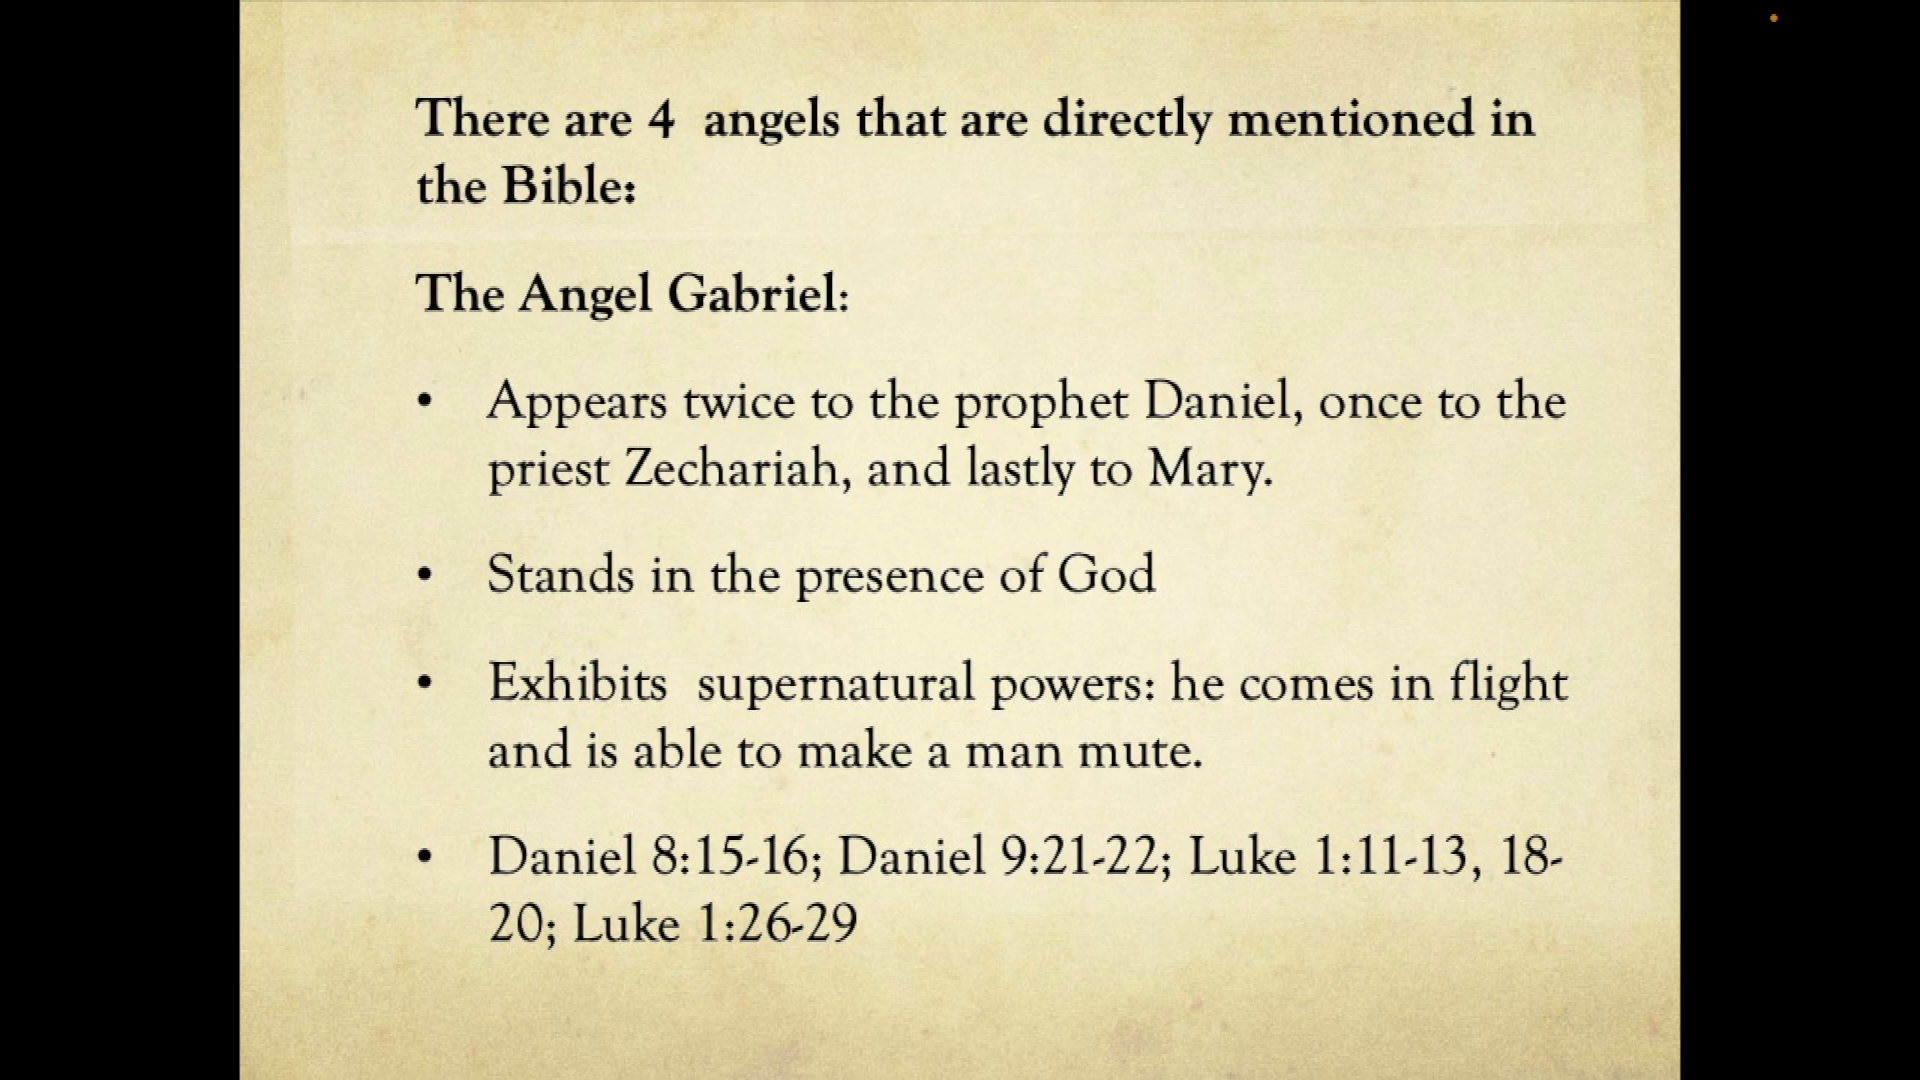 There are 4  angels that are directly mentioned in
the Bible:
The Angel Gabriel:
• Appears twice to the prophet Daniel, once to the
priest Zechariah, and lastly to Mary.
• Stands in the presence of God
• Exhibits  supernatural powers: he comes in flight
and is able to make a man mute.
• Daniel 8:15-16; Daniel 9:21-22; Luke 1:11-13, 18-
20; Luke 1:26-29